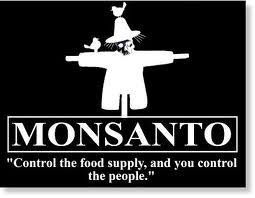 MONSANTO
"Control the food supply, and you control
the people."